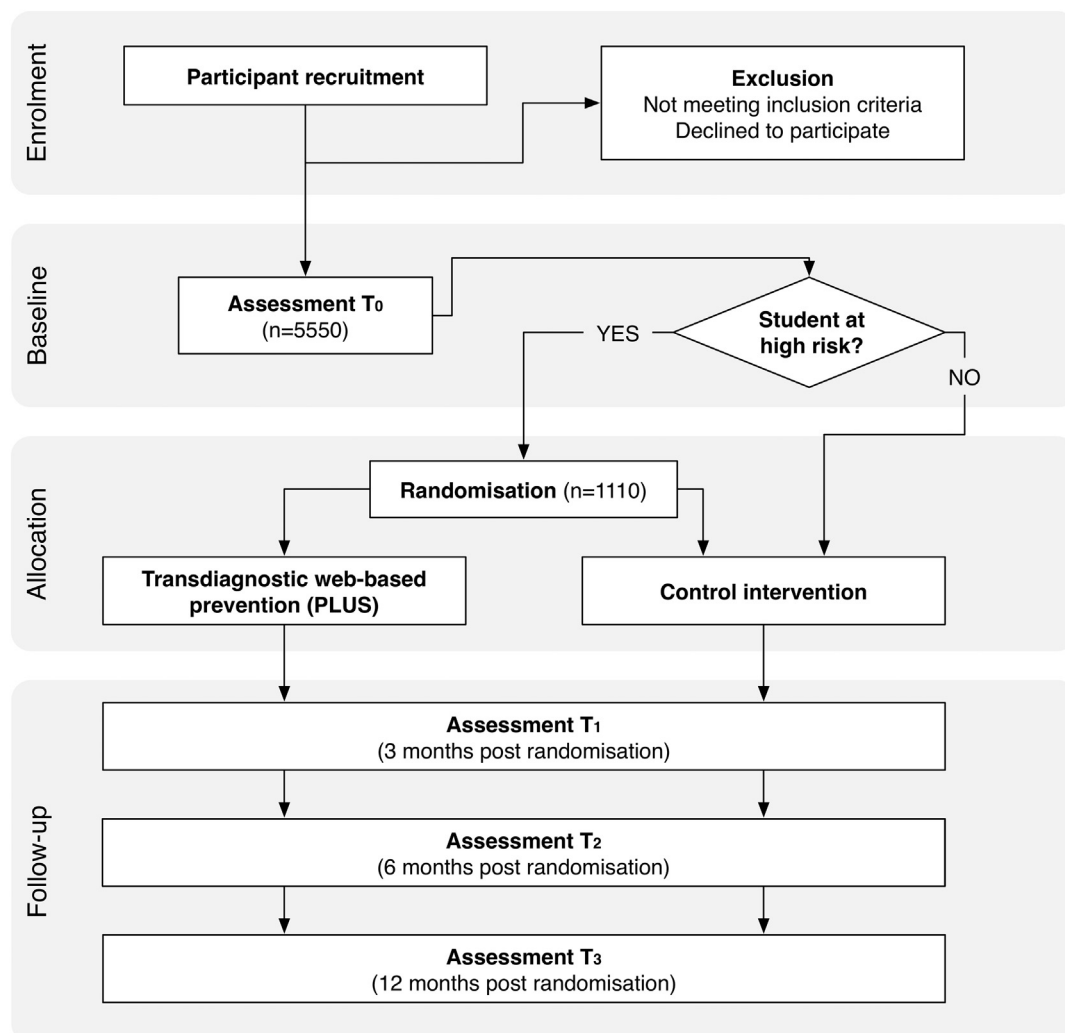 Enrolment
Participant recruitment
Exclusion
Not meeting inclusion criteria
Declined to participate
Baseline
Assessment T₀
(n=5550)
Student at
high risk?
YES
NO
Allocation
Randomisation (n=1110)
Transdiagnostic web-based
prevention (PLUS)
Control intervention
Follow-up
Assessment T₁
(3 months post randomisation)
Assessment T₂
(6 months post randomisation)
Assessment T₃
(12 months post randomisation)